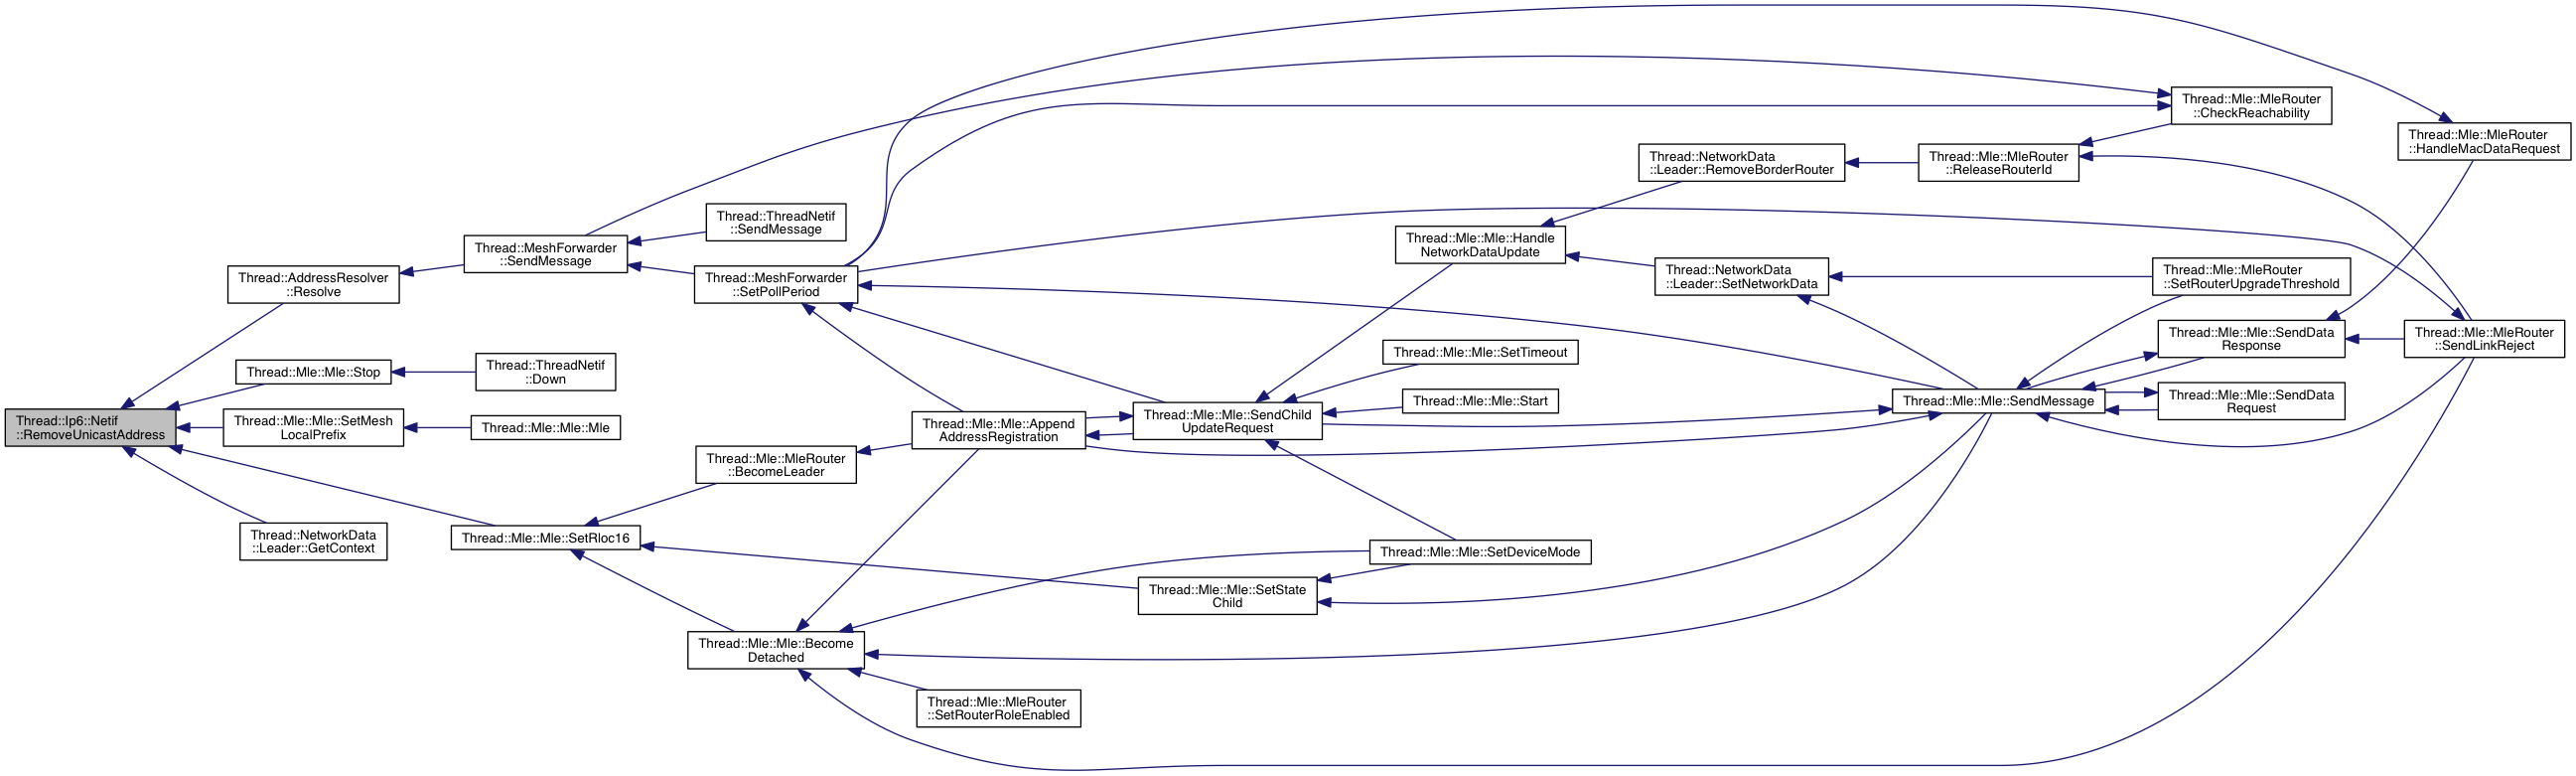 Thread::Ip6::Netif
::RemoveUnicastAddress
Thread::AddressResolver
::Resolve
Thread::Mle::Mle::Stop
Thread::Mle::Mle::SetMesh
LocalPrefix
Thread::NetworkData
::Leader::GetContext
Thread::MeshForwarder
::SendMessage
Thread::ThreadNetif
::Down
Thread::Mle::Mle::Mle
Thread::Mle::Mle::SetRloc16
Thread::ThreadNetif
::SendMessage
Thread::MeshForwarder
::SetPollPeriod
Thread::Mle::MleRouter
::BecomeLeader
Thread::Mle::Mle::Become
Detached
Thread::Mle::Mle::Append
AddressRegistration
Thread::Mle::MleRouter
::SetRouterRoleEnabled
Thread::Mle::Mle::SendChild
UpdateRequest
Thread::Mle::Mle::SetState
Child
Thread::Mle::Mle::Handle
NetworkDataUpdate
Thread::Mle::Mle::SetTimeout
Thread::Mle::Mle::Start
Thread::Mle::Mle::SetDeviceMode
Thread::NetworkData
::Leader::RemoveBorderRouter
Thread::NetworkData
::Leader::SetNetworkData
Thread::Mle::MleRouter
::ReleaseRouterId
Thread::Mle::Mle::SendMessage
Thread::Mle::MleRouter
::CheckReachability
Thread::Mle::MleRouter
::SetRouterUpgradeThreshold
Thread::Mle::Mle::SendData
Response
Thread::Mle::Mle::SendData
Request
Thread::Mle::MleRouter
::HandleMacDataRequest
Thread::Mle::MleRouter
::SendLinkReject